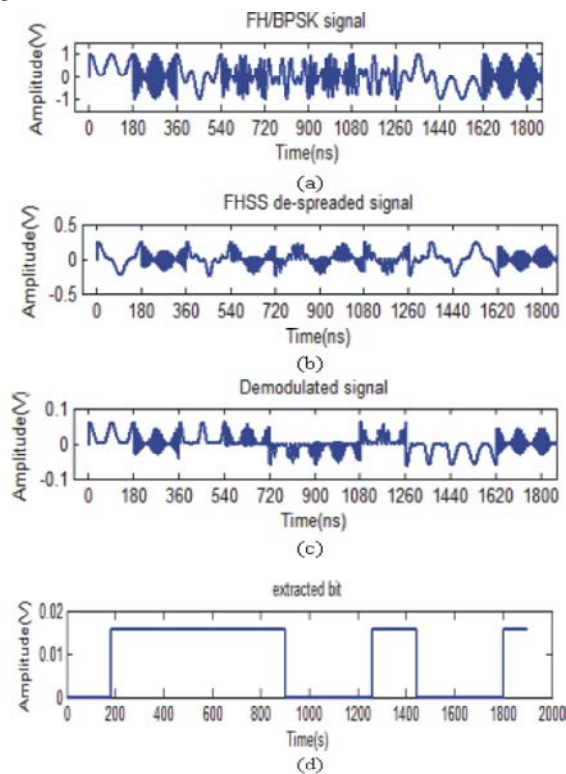 FH/BPSK signal
Amplitude(V)
1
0
-1
0 180 360 540 720 900 1080 1260 1440 1620 1800
Time(ns)
(a)
FHSS de-spreaded signal
Amplitude(V)
0.5
0
-0.5
0 180 360 540 720 900 1080 1260 1440 1620 1800
Time(ns)
(b)
Demodulated signal
Amplitude(V)
0.1
0
-0.1
0 180 360 540 720 900 1080 1260 1440 1620 1800
Time(ns)
(c)
extracted bit
Amplitude(V)
0.02
0.01
0
0 200 400 600 800 1000 1200 1400 1600 1800 2000
Time(s)
(d)